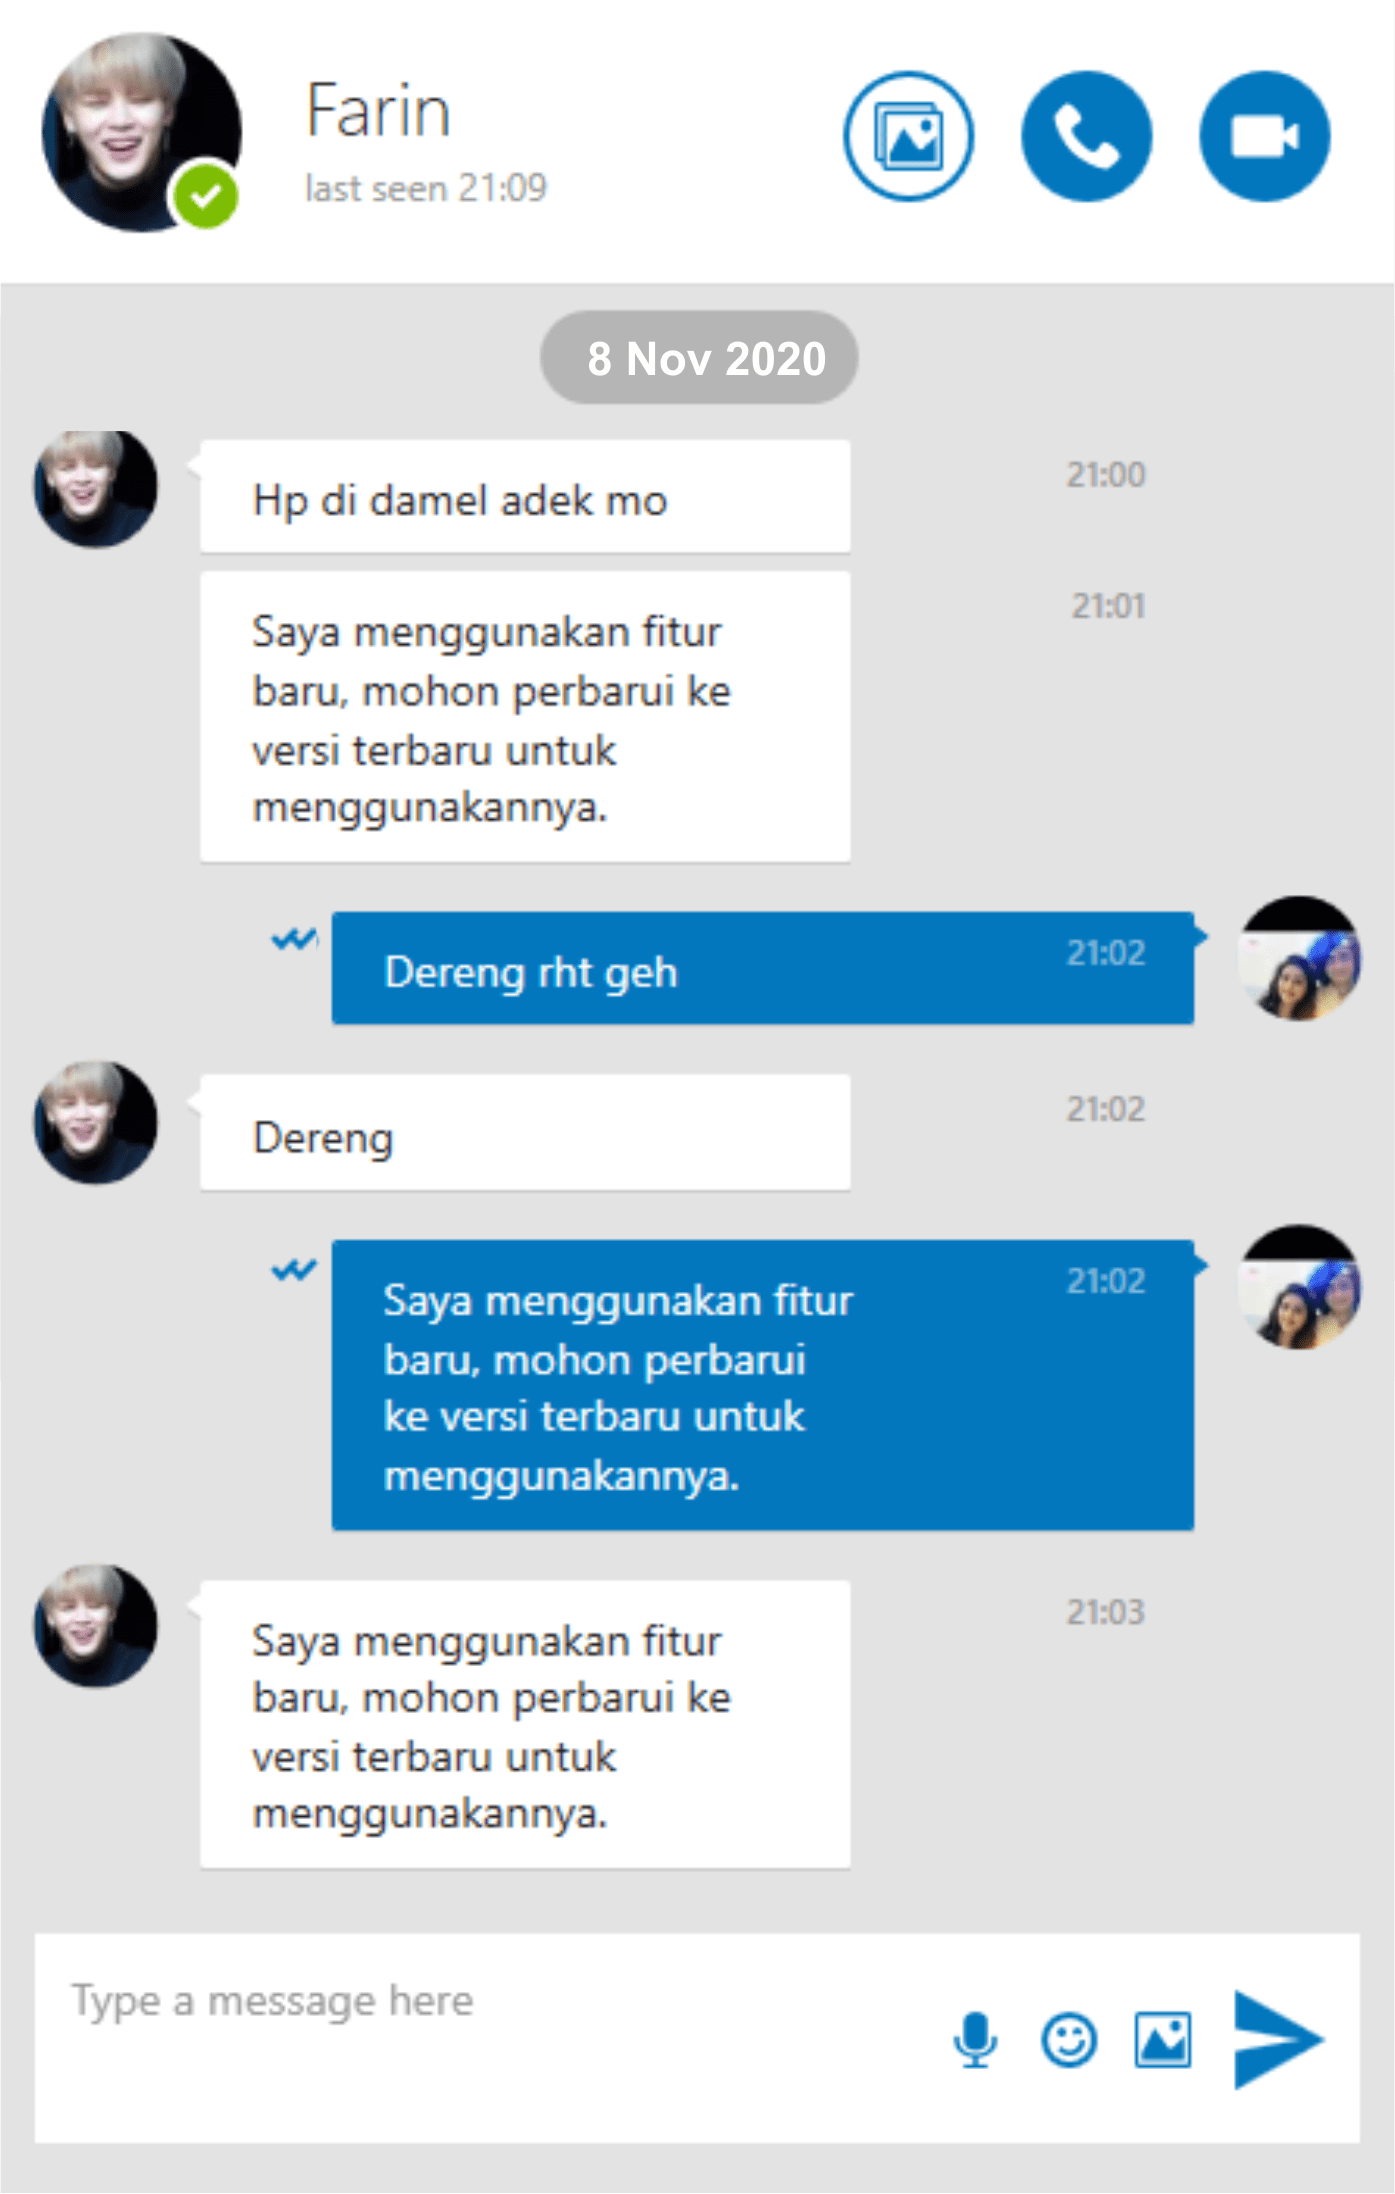 Farin
last seen 21:09
8 Nov 2020
Hp di damel adek mo
21:00
Saya menggunakan fitur
baru, mohon perbarui ke
versi terbaru untuk
menggunakannya.
21:01
Dereng rht geh
21:02
Dereng
21:02
Saya menggunakan fitur
baru, mohon perbarui
ke versi terbaru untuk
menggunakannya.
21:02
Saya menggunakan fitur
baru, mohon perbarui ke
versi terbaru untuk
menggunakannya.
21:03
Type a message here